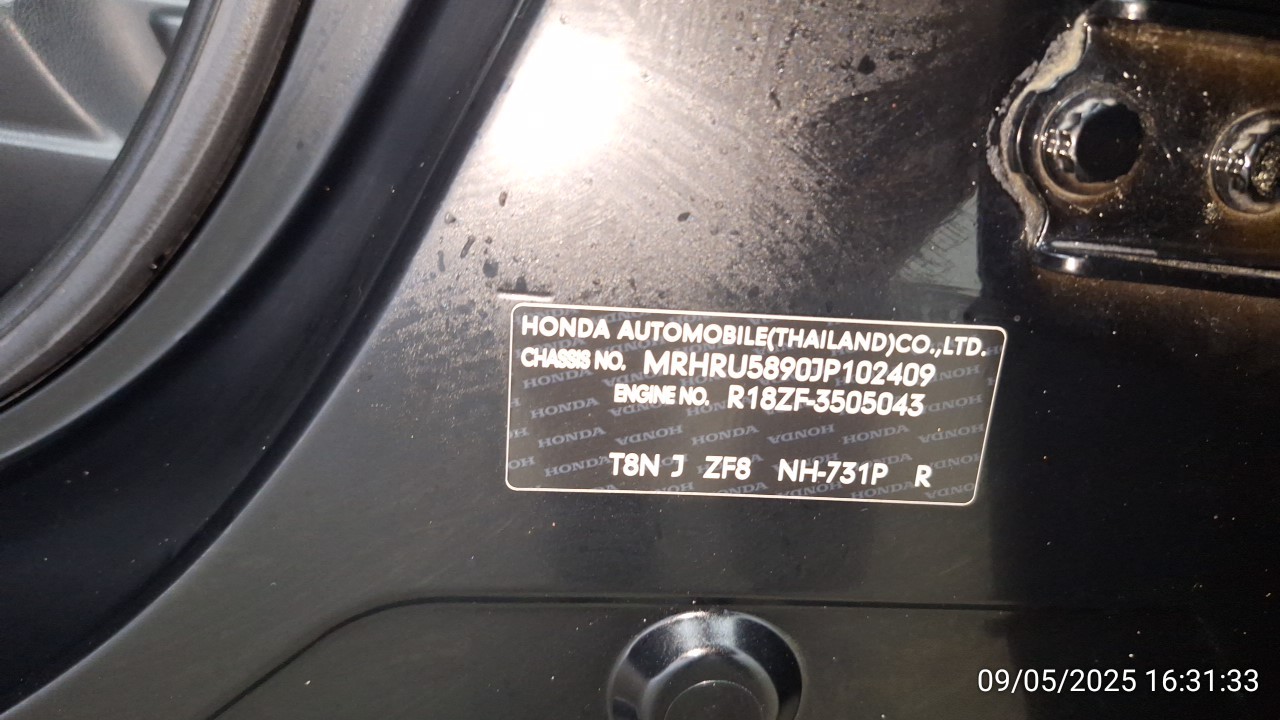 HONDA AUTOMOBILE(THAILAND)CO.,LTD.
CHASSIS NO. MRHRU5890JP102409
ENGINE NO. R18ZF-3505043
T8N J ZF8 NH-731P R
09/05/2025 16:31:33